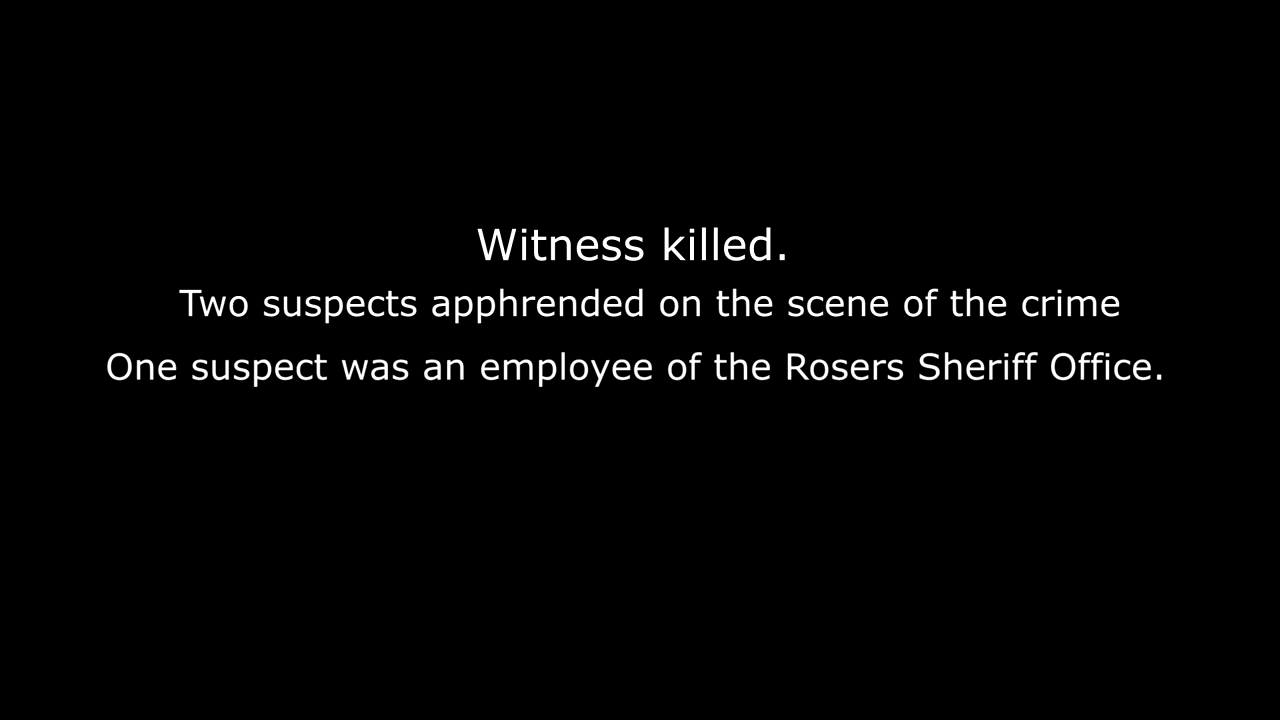 Witness killed.
Two suspects apphrended on the scene of the crime
One suspect was an employee of the Rosers Sheriff Office.